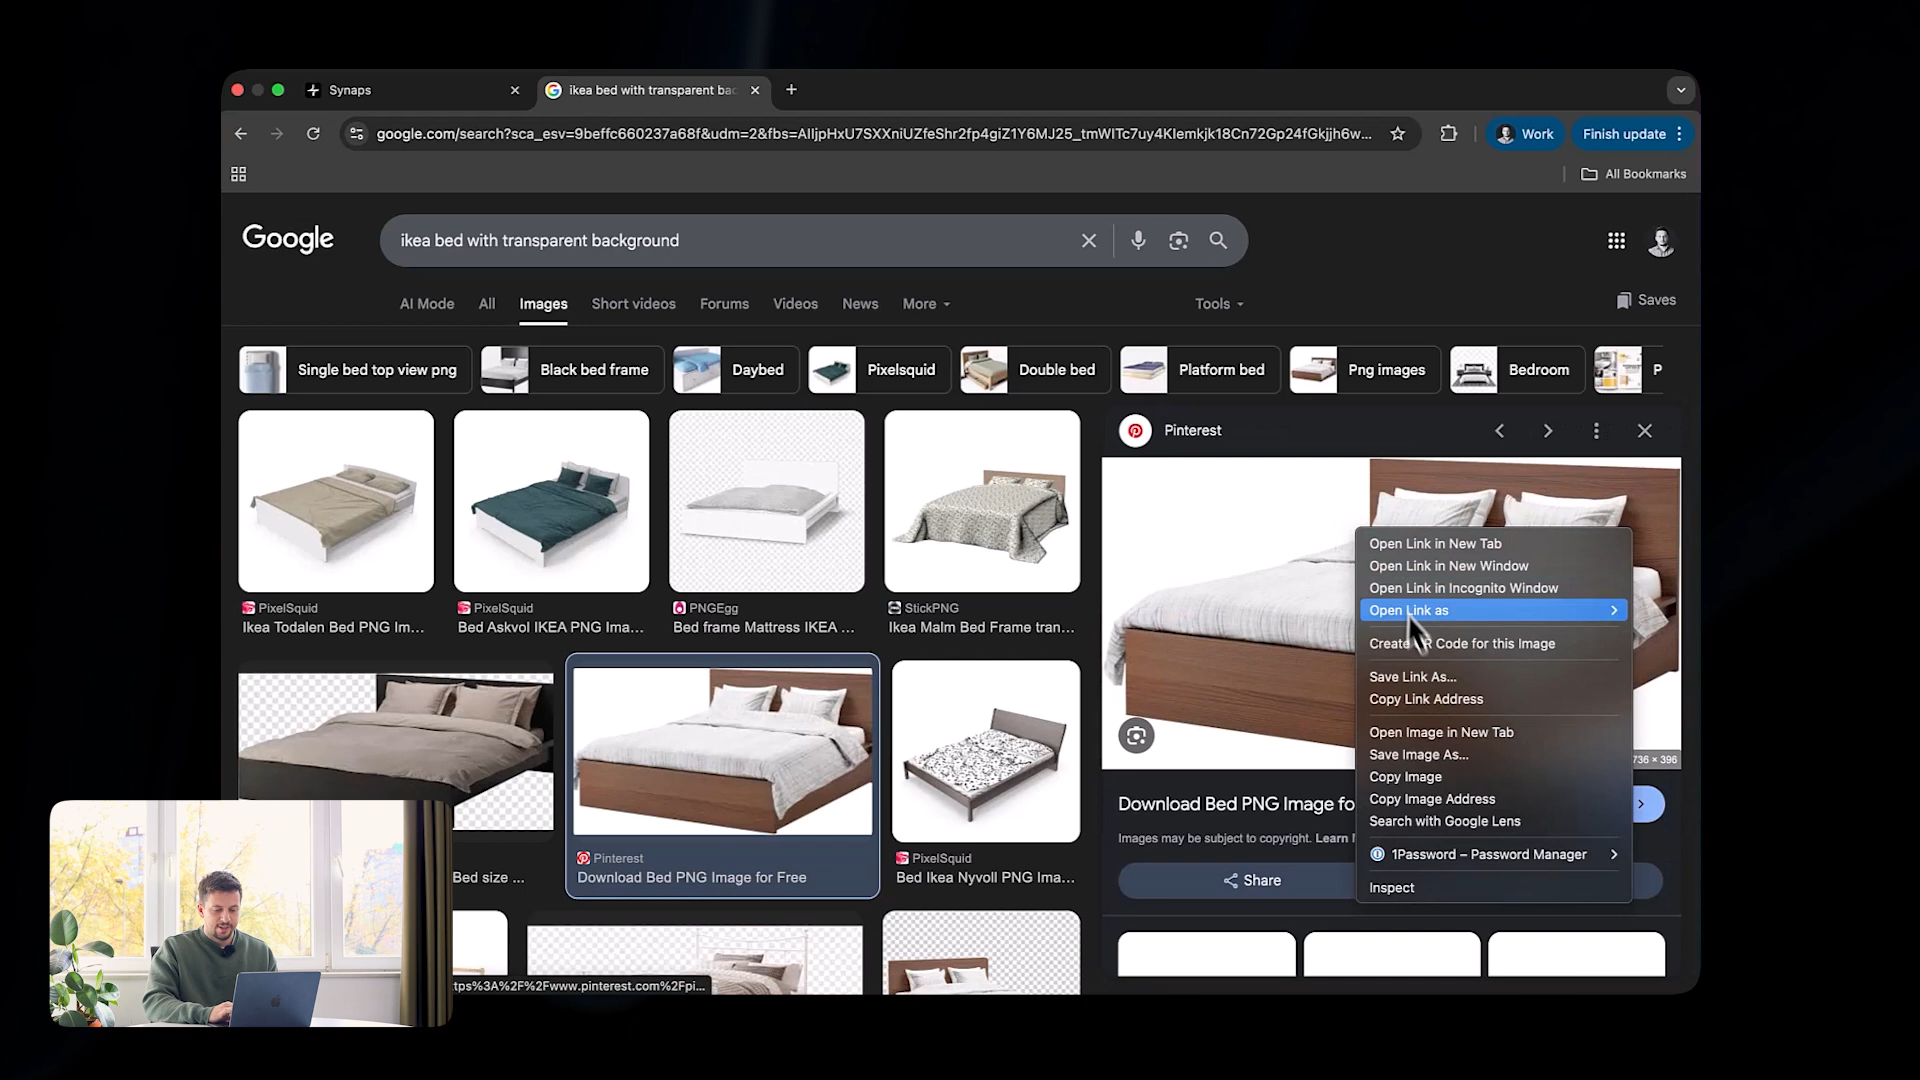 Synaps
ikea bed with transparent bac
google.com/search?sca_esv=9beffc660237a68f&udm=2&fbs=AIIjpHxU7SXXniUZfeShr2fp4giZ1Y6MJ25_tmWITc7uy4KIemkjk18Cn72Gp24fGkjjh6w...
Work
Finish update
All Bookmarks
Google
ikea bed with transparent background
AI Mode
All
Images
Short videos
Forums
Videos
News
More
Tools
Saves
Single bed top view png
Black bed frame
Daybed
Pixelsquid
Double bed
Platform bed
Png images
Bedroom
P
PixelSquid
Ikea Todalen Bed PNG Im...
PixelSquid
Bed Askvol IKEA PNG Ima...
PNGEgg
Bed frame Mattress IKEA ...
StickPNG
Ikea Malm Bed Frame tran...
Bed size ...
Pinterest
Download Bed PNG Image for Free
PixelSquid
Bed Ikea Nyvoll PNG Ima...
Pinterest
736 × 396
Download Bed PNG Image fo
Images may be subject to copyright. Learn
Share
Open Link in New Tab
Open Link in New Window
Open Link in Incognito Window
Open Link as
Create R Code for this Image
Save Link As...
Copy Link Address
Open Image in New Tab
Save Image As...
Copy Image
Copy Image Address
Search with Google Lens
1Password – Password Manager
Inspect
ttps%3A%2F%2Fwww.pinterest.com%2Fpi...